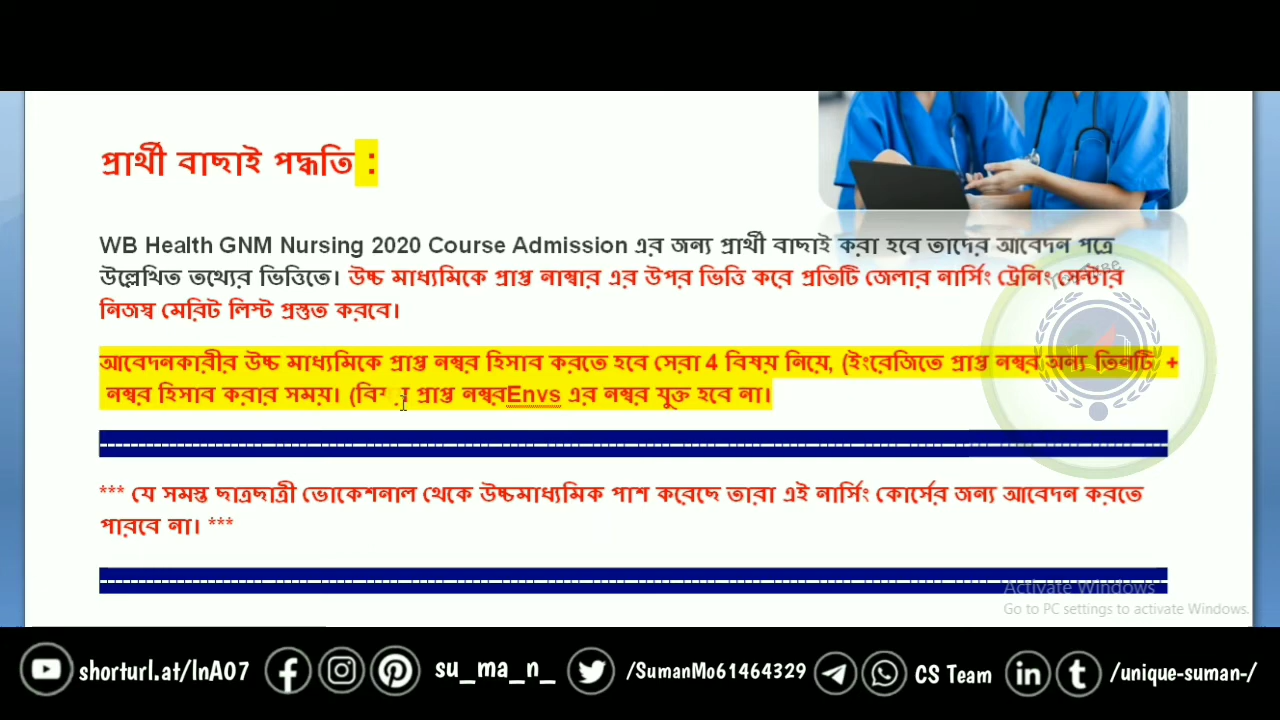 প্রার্থী বাছাই পদ্ধতি :
WB Health GNM Nursing 2020 Course Admission এর জন্য প্রার্থী বাছাই করা হবে তাদের আবেদন পত্রে
উল্লেখিত তথ্যের ভিত্তিতে। উচ্চ মাধ্যমিকে প্রাপ্ত নাম্বার এর উপর ভিত্তি করে প্রতিটি জেলার নার্সিং ট্রেনিং সেন্টার
নিজস্ব মেরিট লিস্ট প্রস্তুত করবে।
আবেদনকারীর উচ্চ মাধ্যমিকে প্রাপ্ত নম্বর হিসাব করতে হবে সেরা 4 বিষয় নিয়ে, (ইংরেজিতে প্রাপ্ত নম্বর অন্য তিনটি +
নম্বর হিসাব করার সময়। (বিষয় প্রাপ্ত নম্বরEnvs এর নম্বর যুক্ত হবে না।
*** যে সমস্ত ছাত্রছাত্রী ভোকেশনাল থেকে উচ্চমাধ্যমিক পাশ করেছে তারা এই নার্সিং কোর্সের জন্য আবেদন করতে
পারবে না। ***
Activate Windows
Go to PC settings to activate Windows.
shorturl.at/lnA07 su_ma_n_ /SumanMo61464329 CS Team /unique-suman-/